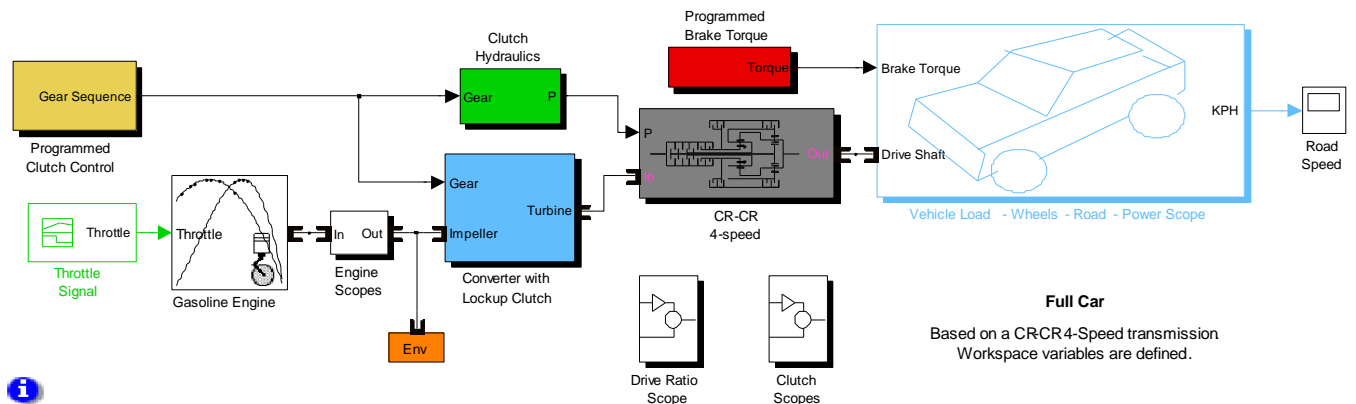 Gear Sequence
Programmed
Clutch Control
Clutch
Hydraulics
Gear
P
Programmed
Brake Torque
Torque
Brake Torque
Drive Shaft
KPH
Vehicle Load - Wheels - Road - Power Scope
Road
Speed
P
In
Out
CR-CR
4-speed
Gear
Impeller
Turbine
Converter with
Lockup Clutch
Throttle
Throttle
Signal
Throttle
Gasoline Engine
In
Out
Engine
Scopes
Env
Drive Ratio
Scope
Clutch
Scopes
Full Car
Based on a CR-CR 4-Speed transmission.
Workspace variables are defined.
i